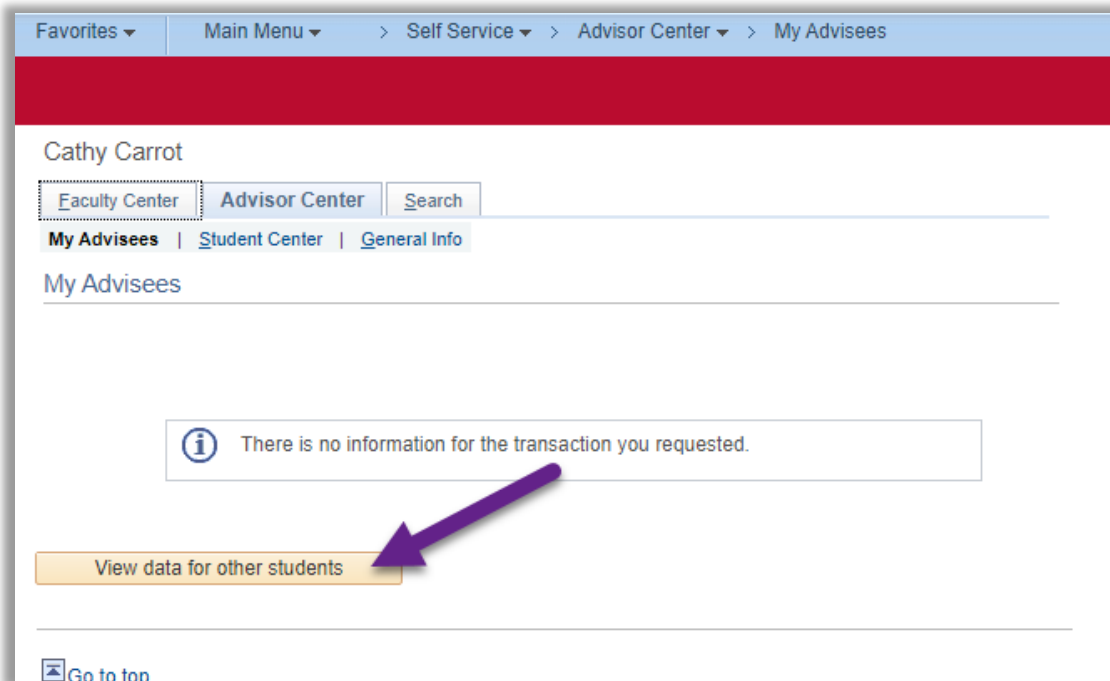 Favorites Main Menu > Self Service > Advisor Center > My Advisees
Cathy Carrot
Faculty Center Advisor Center Search
My Advisees | Student Center | General Info
My Advisees
There is no information for the transaction you requested.
View data for other students
Go to top